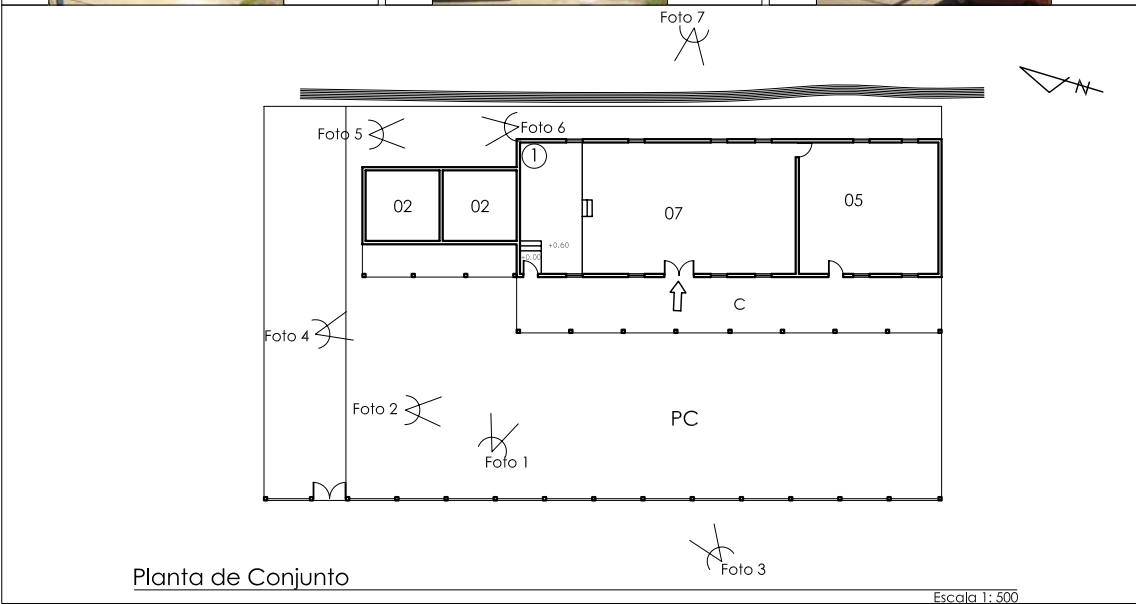 Foto 7
N
Foto 5
Foto 6
1
02
02
07
05
+0.60
+0.00
C
Foto 4
Foto 2
PC
Foto 1
Foto 3
Planta de Conjunto
Escala 1: 500